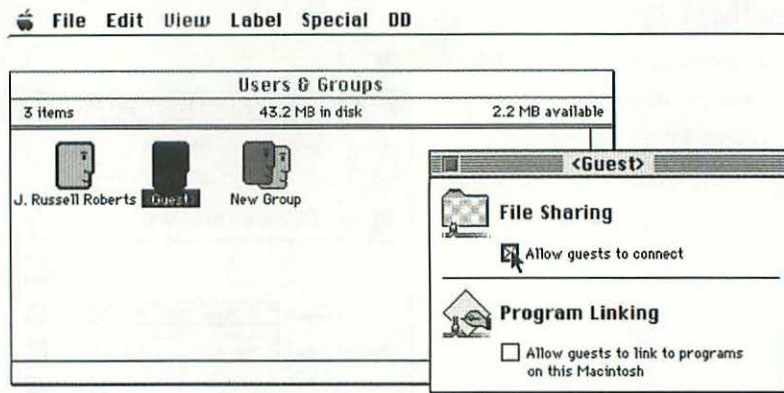 File Edit View Label Special DD
Users & Groups
3 items 43.2 MB in disk 2.2 MB available
J. Russell Roberts Guest New Group
<Guest>
File Sharing
Allow guests to connect
Program Linking
Allow guests to link to programs
on this Macintosh